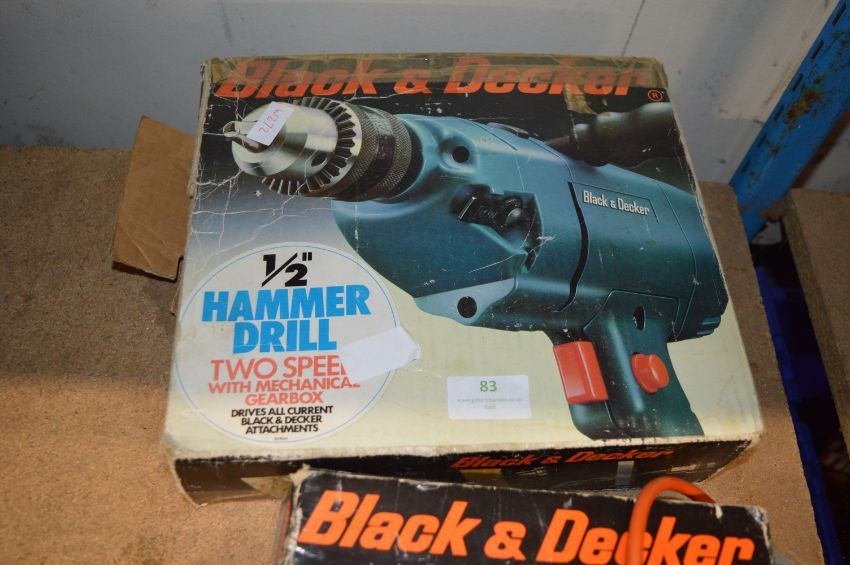 Black & Decker
®
2L2M
Black & Decker
1/2"
HAMMER
DRILL
TWO SPEE
WITH MECHANICAL
GEARBOX
DRIVES ALL CURRENT
BLACK & DECKER
ATTACHMENTS
83
Black & Decker
Black & Decker